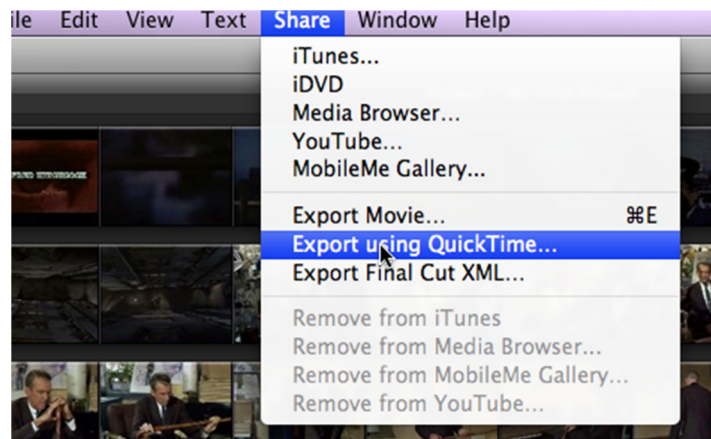 ile Edit View Text Share Window Help
iTunes...
iDVD
Media Browser...
YouTube...
MobileMe Gallery...
Export Movie... ⌘E
Export using QuickTime...
Export Final Cut XML...
Remove from iTunes
Remove from Media Browser...
Remove from MobileMe Gallery...
Remove from YouTube...